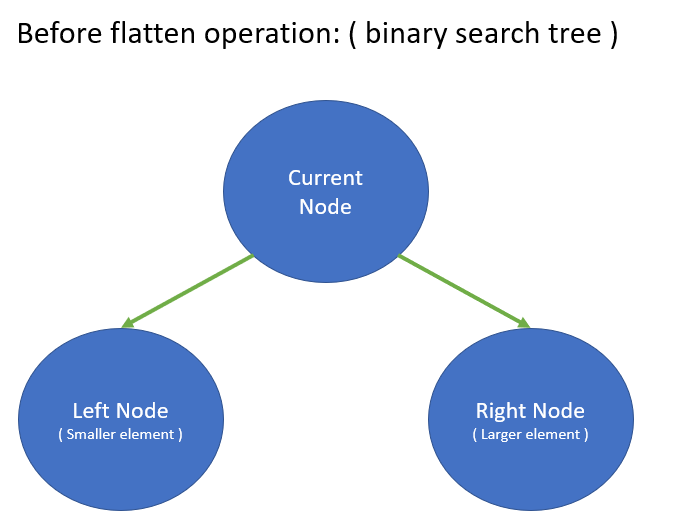 Before flatten operation: ( binary search tree )
Current
Node
Left Node
( Smaller element )
Right Node
( Larger element )